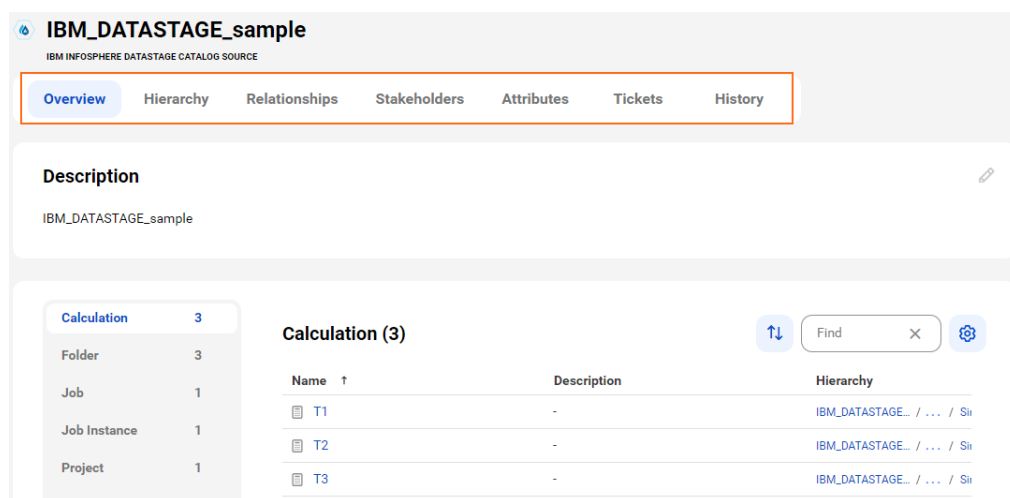 IBM_DATASTAGE_sample
IBM INFOSPHERE DATASTAGE CATALOG SOURCE
Overview Hierarchy Relationships Stakeholders Attributes Tickets History
Description
IBM_DATASTAGE_sample
Calculation 3
Folder 3
Job 1
Job Instance 1
Project 1
Calculation (3)
Find
Name ↑ Description Hierarchy
T1 - IBM_DATASTAGE... / ... /
T2 - IBM_DATASTAGE... / ... /
T3 - IBM_DATASTAGE... / ... /